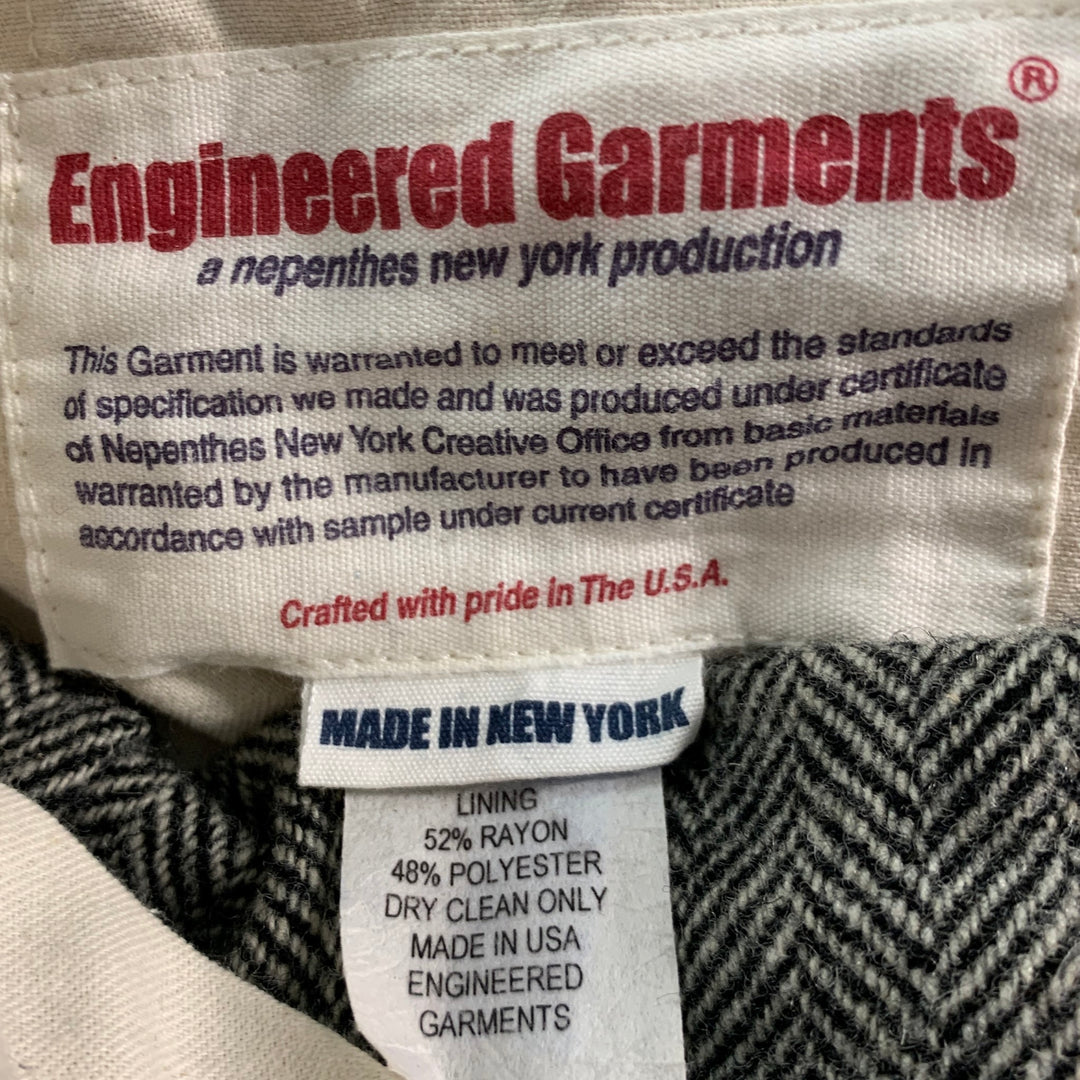 Engineered Garments®
a nepenthes new york production
This Garment is warranted to meet or exceed the standards
of specification we made and was produced under certificate
of Nepenthes New York Creative Office from basic materials
warranted by the manufacturer to have been produced in
accordance with sample under current certificate
Crafted with pride in The U.S.A.
MADE IN NEW YORK
LINING
52% RAYON
48% POLYESTER
DRY CLEAN ONLY
MADE IN USA
ENGINEERED
GARMENTS